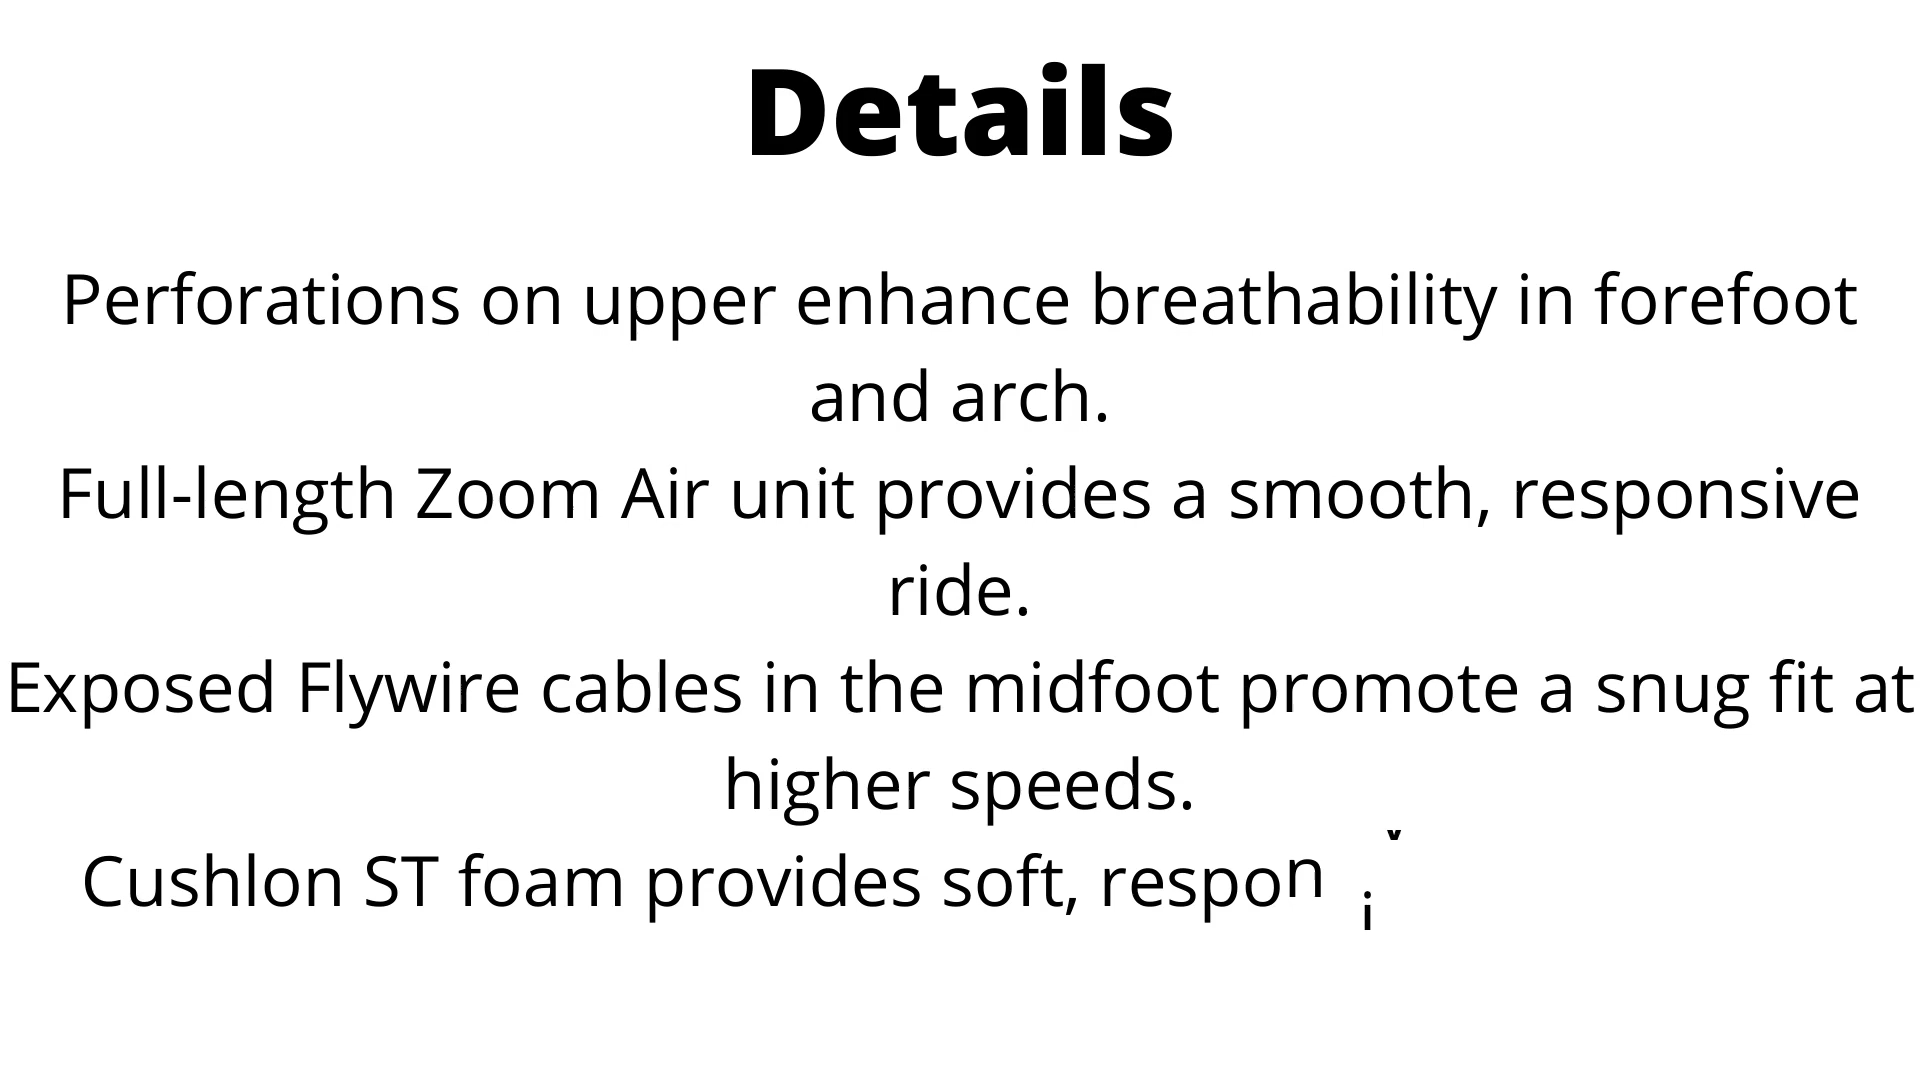 Details
Perforations on upper enhance breathability in forefoot
and arch.
Full-length Zoom Air unit provides a smooth, responsive
ride.
Exposed Flywire cables in the midfoot promote a snug fit at
higher speeds.
Cushlon ST foam provides soft,